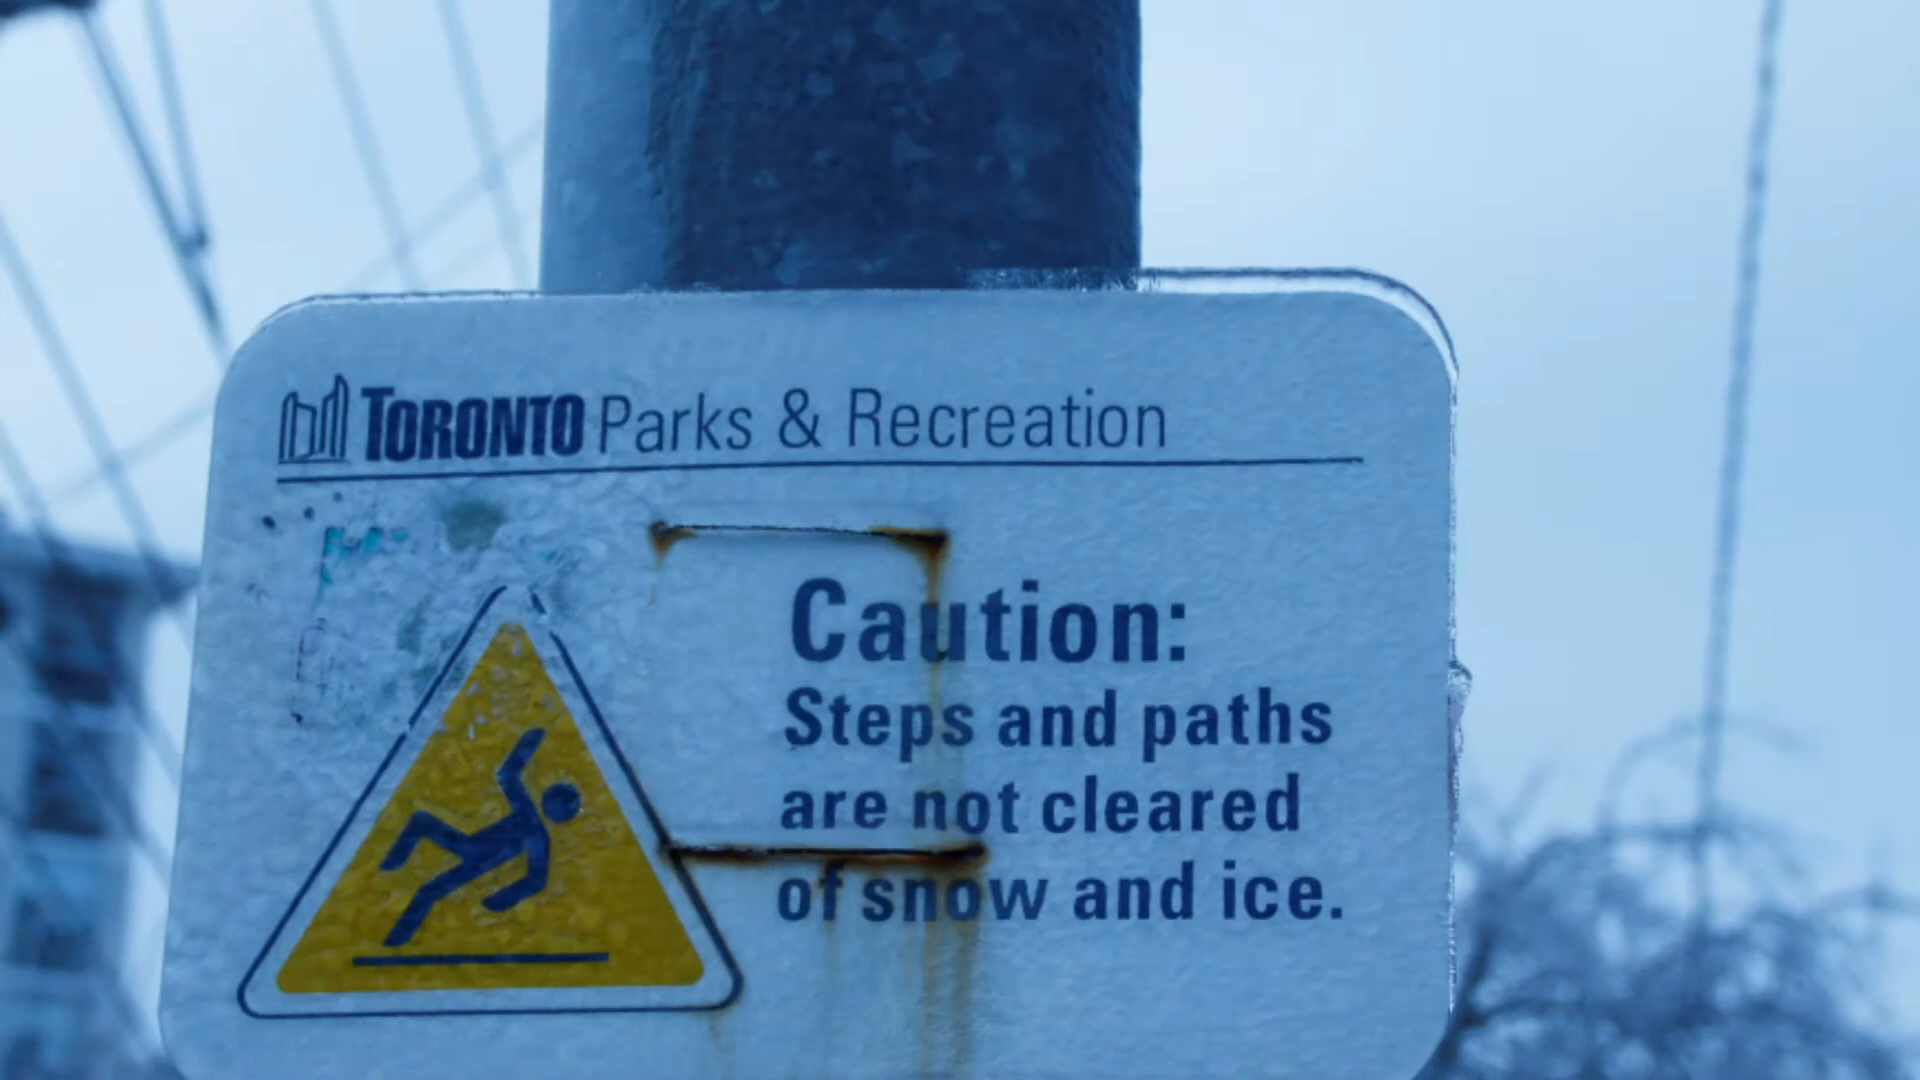 TORONTO Parks & Recreation
Caution:
Steps and paths
are not cleared
of snow and ice.